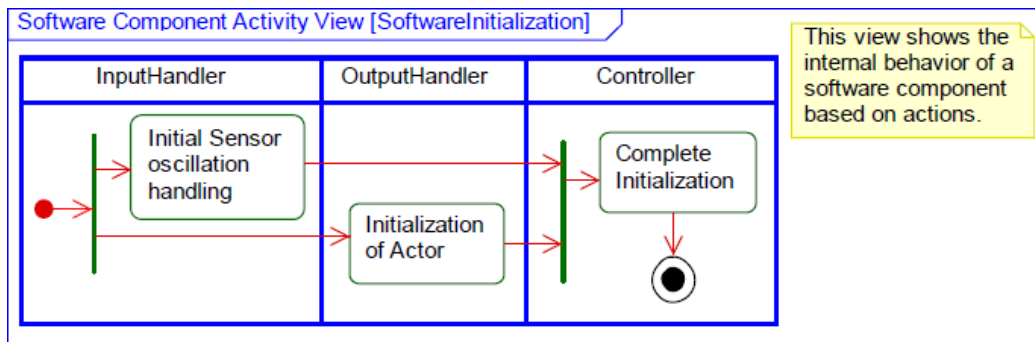 Software Component Activity View [SoftwareInitialization]
This view shows the
internal behavior of a
software component
based on actions.
InputHandler
OutputHandler
Controller
Initial Sensor
oscillation
handling
Initialization
of Actor
Complete
Initialization